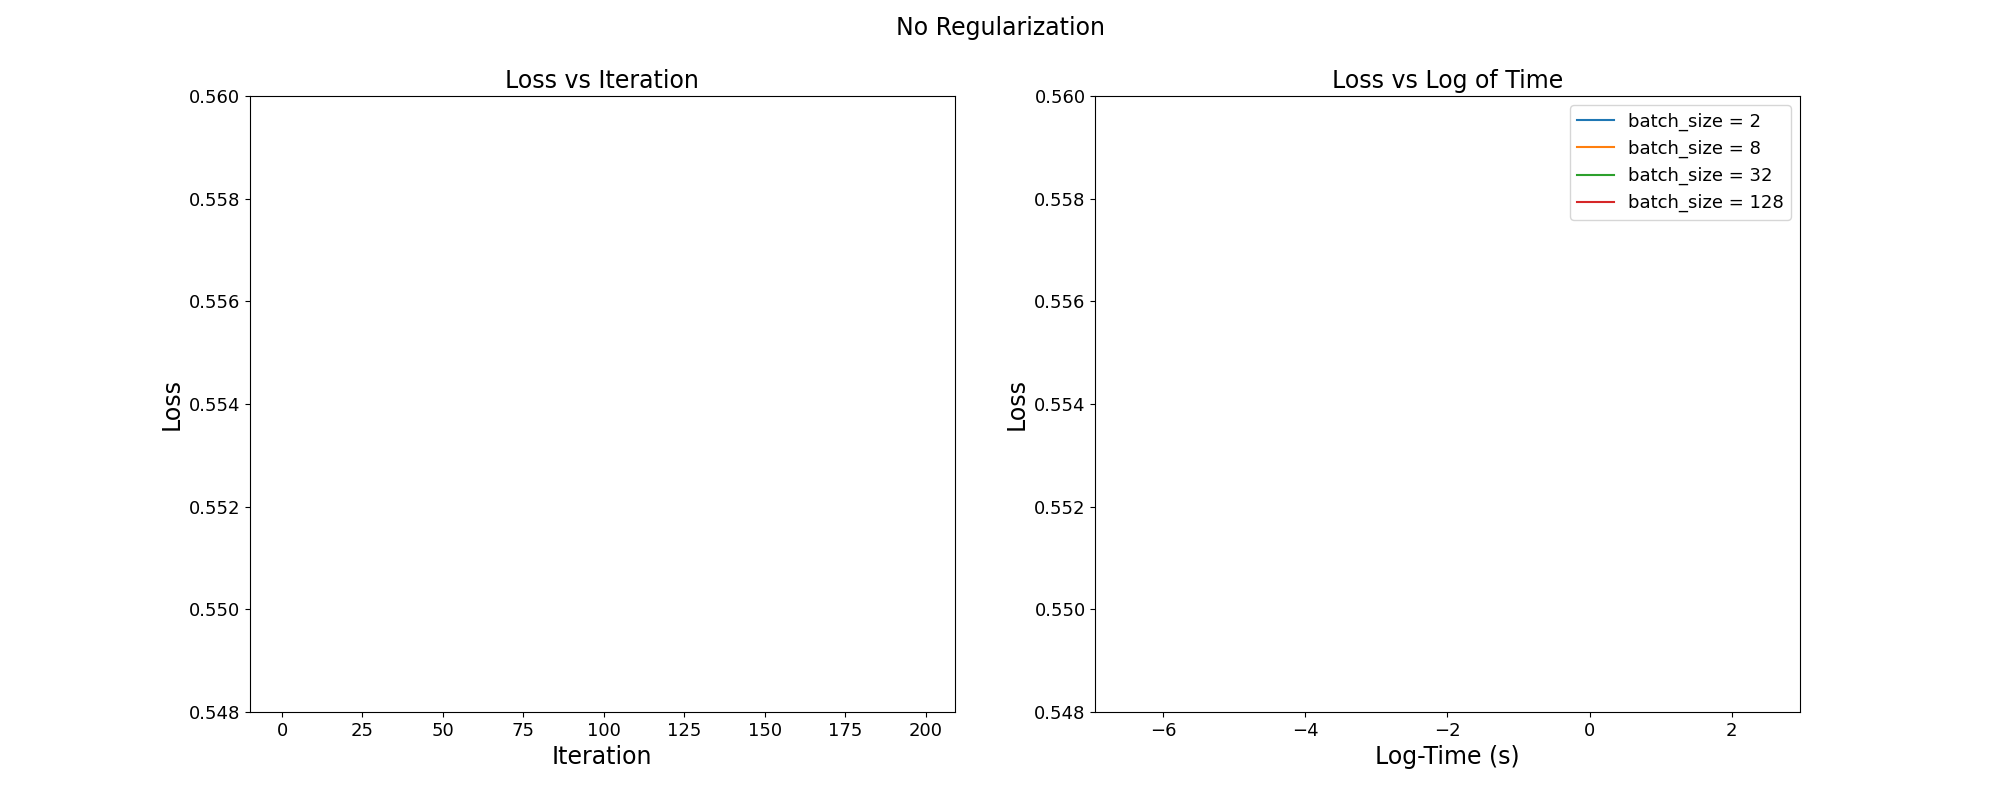 No Regularization
Loss vs Iteration
0.560
0.558
0.556
0.554
0.552
0.550
0.548
Loss
0 25 50 75 100 125 150 175 200
Iteration
Loss vs Log of Time
0.560
0.558
0.556
0.554
0.552
0.550
0.548
Loss
batch_size = 2
batch_size = 8
batch_size = 32
batch_size = 128
−6 −4 −2 0 2
Log-Time (s)